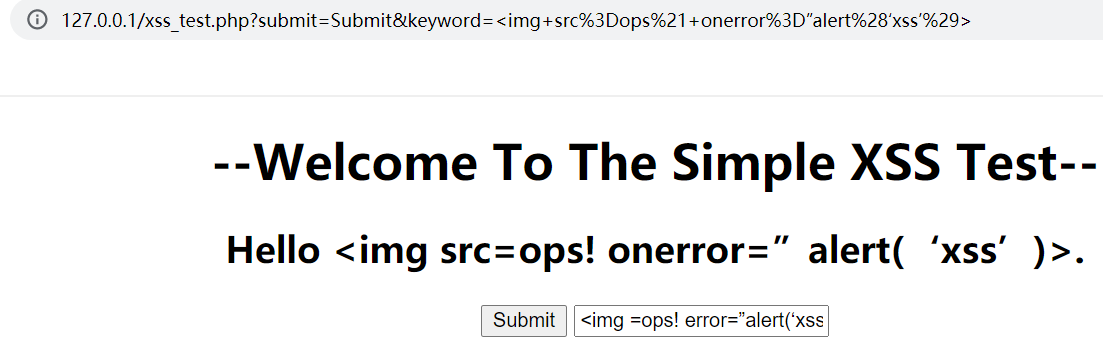 127.0.0.1/xss_test.php?submit=Submit&keyword=<img+src%3Dops%21+onerror%3D”alert%28‘xss’%29>
--Welcome To The Simple XSS Test--
Hello <img src=ops! onerror=” alert( ‘xss’ )>.
Submit <img =ops! error=”alert(‘xss